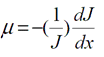 μ = -(1/J) dJ/dx